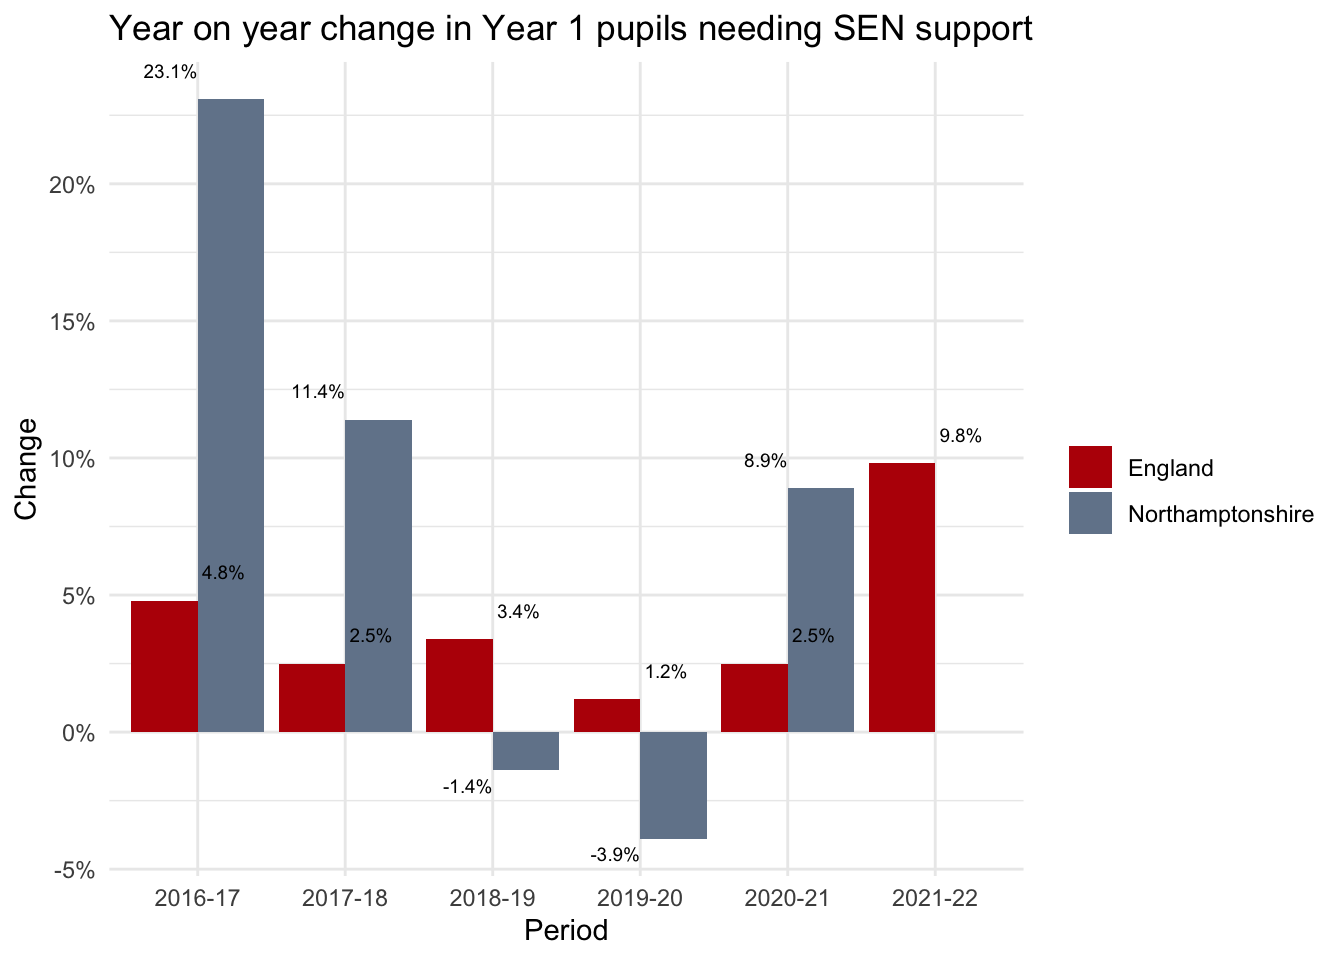 Year on year change in Year 1 pupils needing SEN support
23.1%
20%
15%
11.4%
10%
8.9%
9.8%
4.8%
5%
3.4%
2.5%
2.5%
1.2%
0%
-1.4%
-3.9%
-5%
2016-17 2017-18 2018-19 2019-20 2020-21 2021-22
Period
Change
England
Northamptonshire